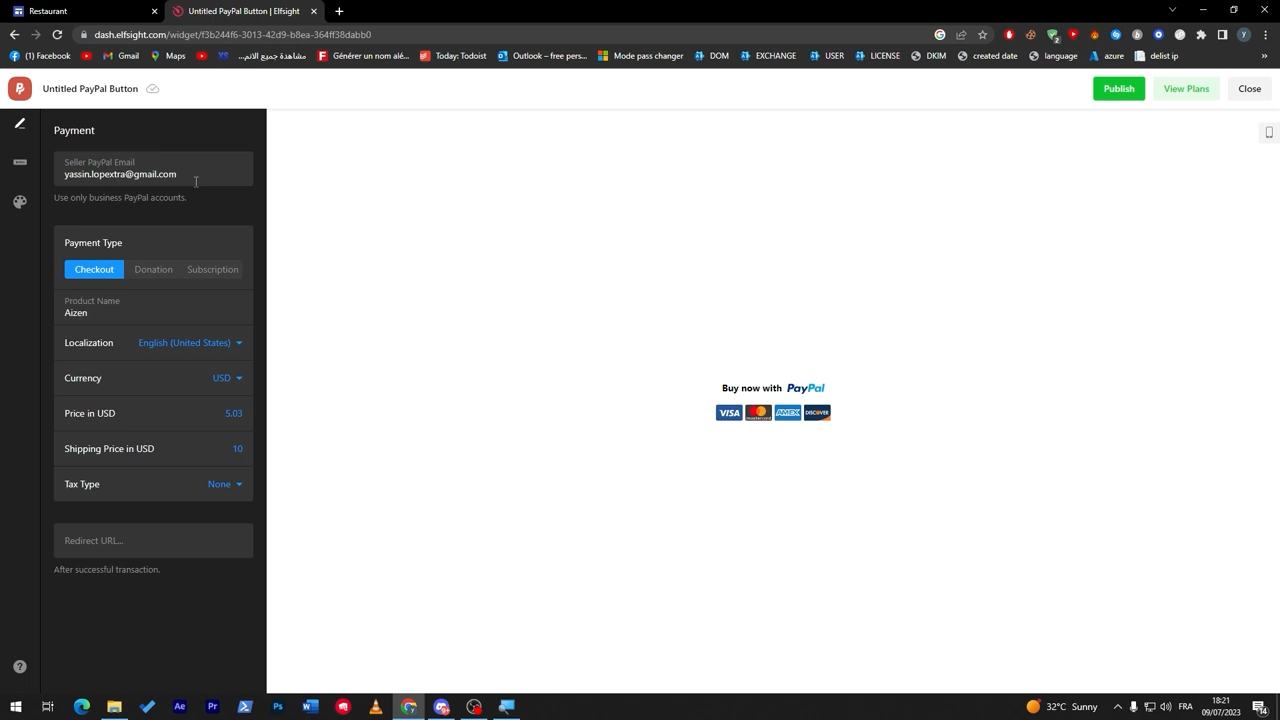 Restaurant
Untitled PayPal Button | Elfsight
dash.elfsight.com/widget/f3b244f6-3013-42d9-b8ea-364ff38dabb0
(1) Facebook
Gmail
Maps
مشاهدة جميع الانم...
Générer un nom alé...
Today: Todoist
Outlook – free pers...
Mode pass changer
DOM
EXCHANGE
USER
LICENSE
DKIM
created date
language
azure
delist ip
Untitled PayPal Button
Publish
View Plans
Close
Payment
Seller PayPal Email
yassin.lopextra@gmail.com
Use only business PayPal accounts.
Payment Type
Checkout
Donation
Subscription
Product Name
Aizen
Localization
English (United States)
Currency
USD
Price in USD
5.03
Shipping Price in USD
10
Tax Type
None
Redirect URL...
After successful transaction.
Buy now with PayPal
VISA
mastercard
AMEX
DISCOVER
32°C Sunny
FRA
18:21
09/07/2023
14